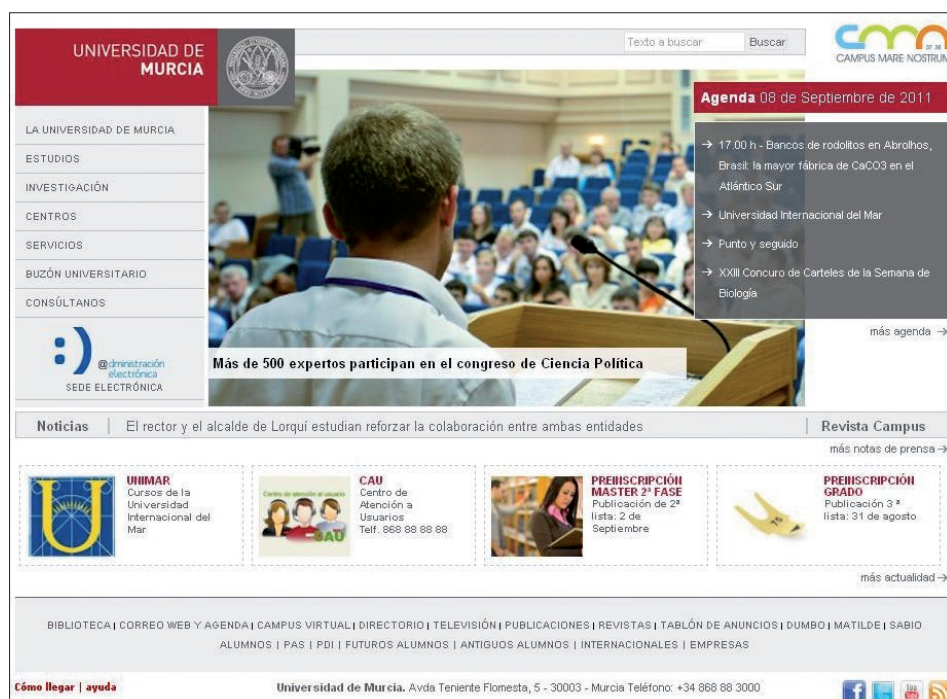 UNIVERSIDAD DE
MURCIA
Texto a buscar
Buscar
CAMPUS MARE NOSTRUM
LA UNIVERSIDAD DE MURCIA
ESTUDIOS
INVESTIGACIÓN
CENTROS
SERVICIOS
BUZÓN UNIVERSITARIO
CONSÚLTANOS
:)
@dministración
electrónica
SEDE ELECTRÓNICA
Más de 500 expertos participan en el congreso de Ciencia Política
Agenda 08 de Septiembre de 2011
→ 17.00 h - Bancos de rodolitos en Abrolhos,
Brasil: la mayor fábrica de CaCO3 en el
Atlántico Sur
→ Universidad Internacional del Mar
→ Punto y seguido
→ XXIII Concuro de Carteles de la Semana de
Biología
más agenda →
Noticias | El rector y el alcalde de Lorquí estudian reforzar la colaboración entre ambas entidades | Revista Campus
más notas de prensa →
UNIMAR
Cursos de la
Universidad
Internacional del
Mar
Centro de atención al usuario
CAU
CAU
Centro de
Atención a
Usuarios
Telf. 868 88 88 88
PREINSCRIPCIÓN
MASTER 2ª FASE
Publicación de 2ª
lista: 2 de
Septiembre
PREINSCRIPCIÓN
GRADO
Publicación 3 ª
lista: 31 de agosto
más actualidad →
BIBLIOTECA | CORREO WEB Y AGENDA | CAMPUS VIRTUAL | DIRECTORIO | TELEVISIÓN | PUBLICACIONES | REVISTAS | TABLÓN DE ANUNCIOS | DUMBO | MATILDE | SABIO
ALUMNOS | PAS | PDI | FUTUROS ALUMNOS | ANTIGUOS ALUMNOS | INTERNACIONALES | EMPRESAS
Cómo llegar | ayuda
Universidad de Murcia. Avda Teniente Flomesta, 5 - 30003 - Murcia Teléfono: +34 868 88 3000